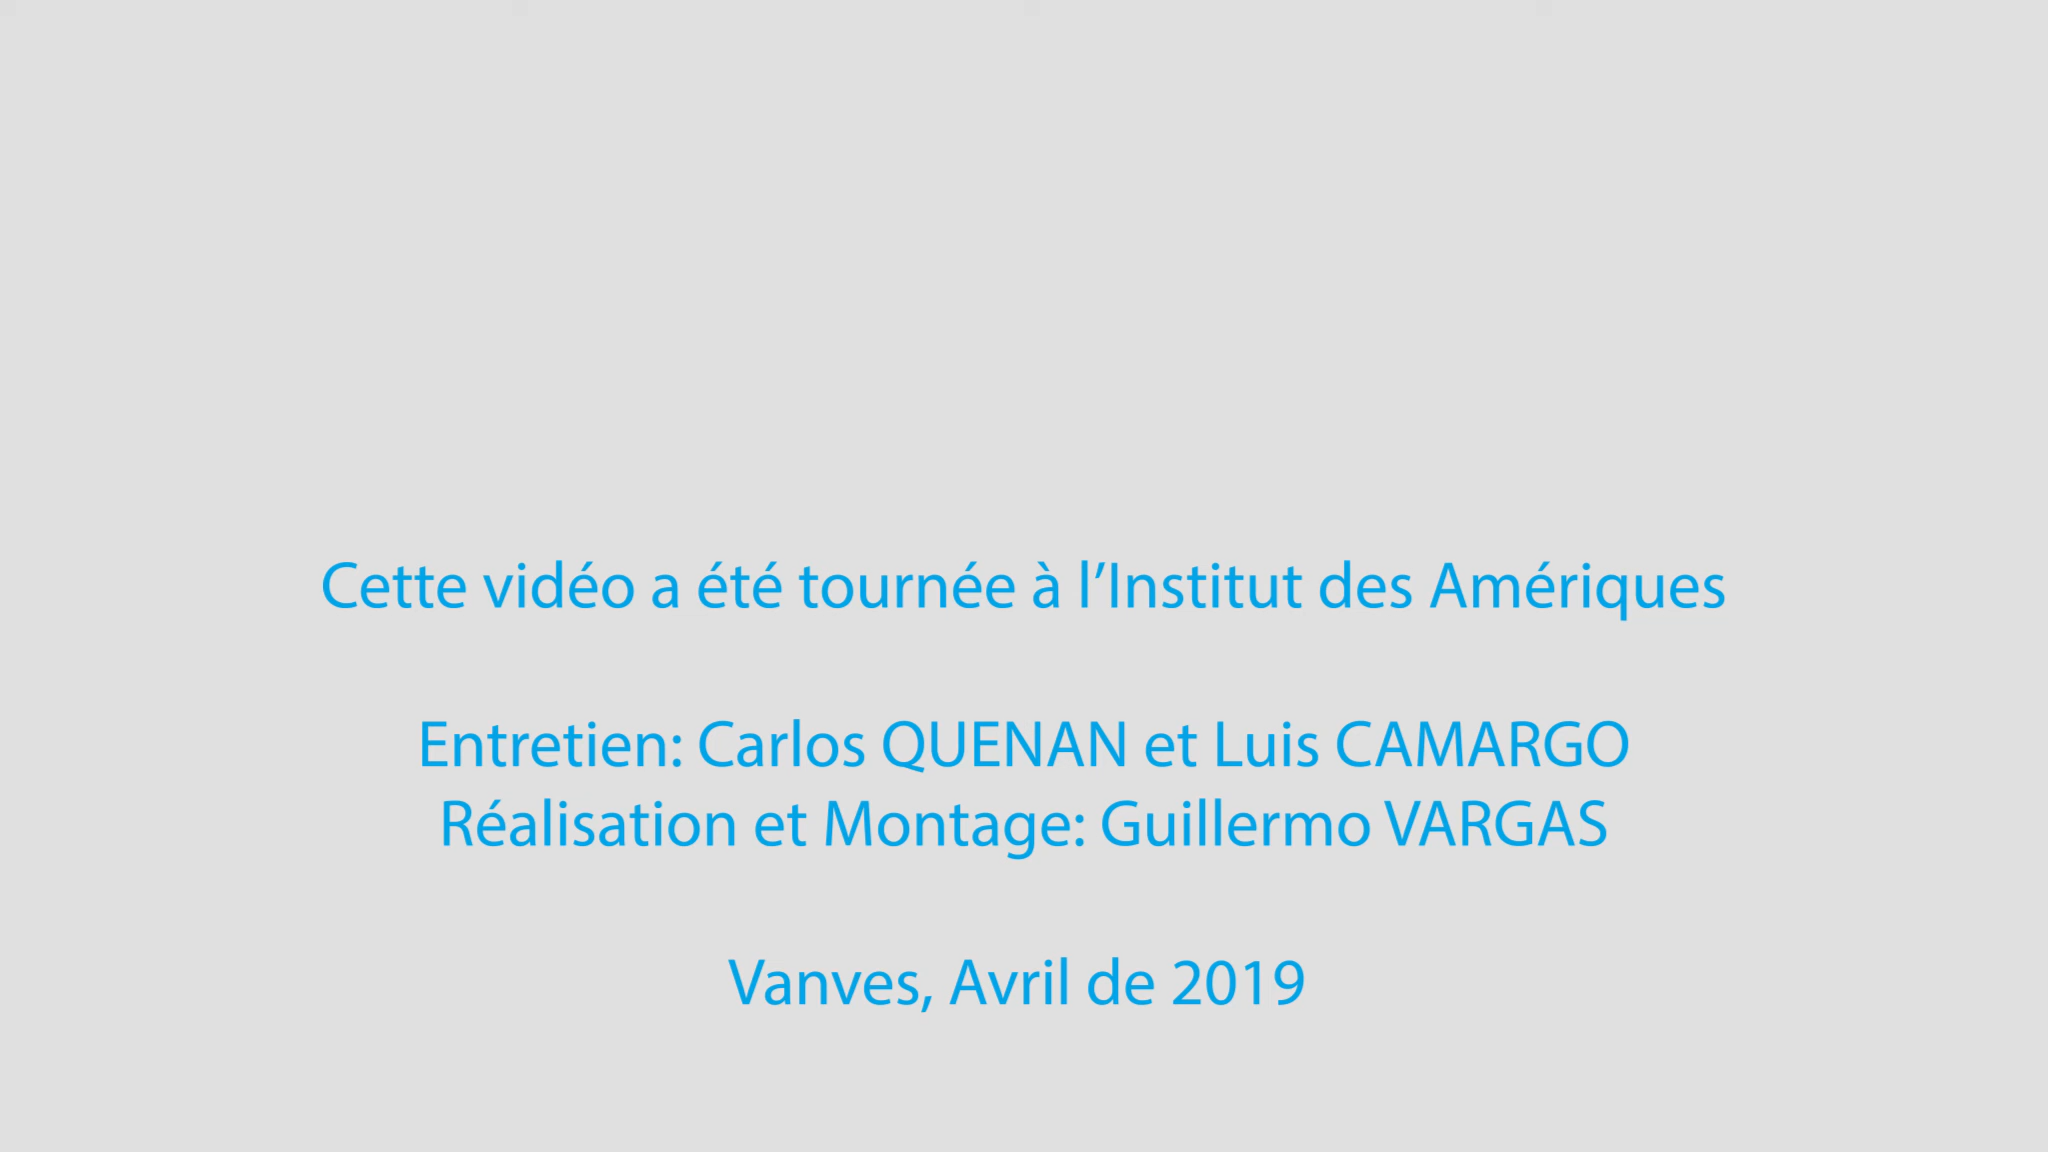 Cette vidéo a été tournée à l’Institut des Amériques
Entretien: Carlos QUENAN et Luis CAMARGO
Réalisation et Montage: Guillermo VARGAS
Vanves, Avril de 2019